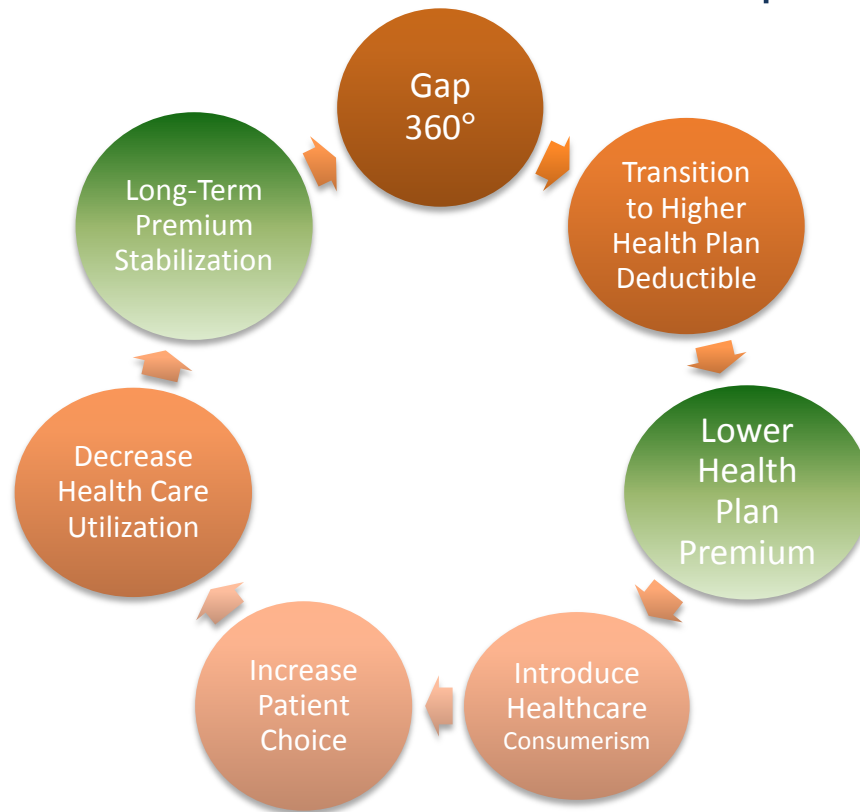 Gap
360°
Transition
to Higher
Health Plan
Deductible
Lower
Health
Plan
Premium
Introduce
Healthcare
Consumerism
Increase
Patient
Choice
Decrease
Health Care
Utilization
Long-Term
Premium
Stabilization